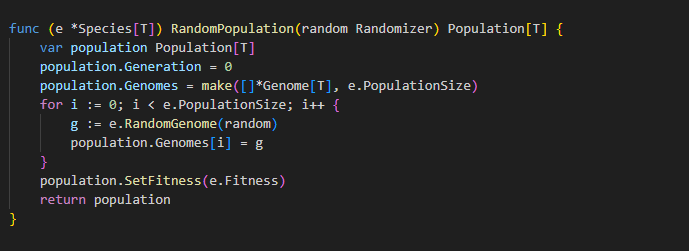 func (e *Species[T]) RandomPopulation(random Randomizer) Population[T] {
    var population Population[T]
    population.Generation = 0
    population.Genomes = make([]*Genome[T], e.PopulationSize)
    for i := 0; i < e.PopulationSize; i++ {
        g := e.RandomGenome(random)
        population.Genomes[i] = g
    }
    population.SetFitness(e.Fitness)
    return population
}